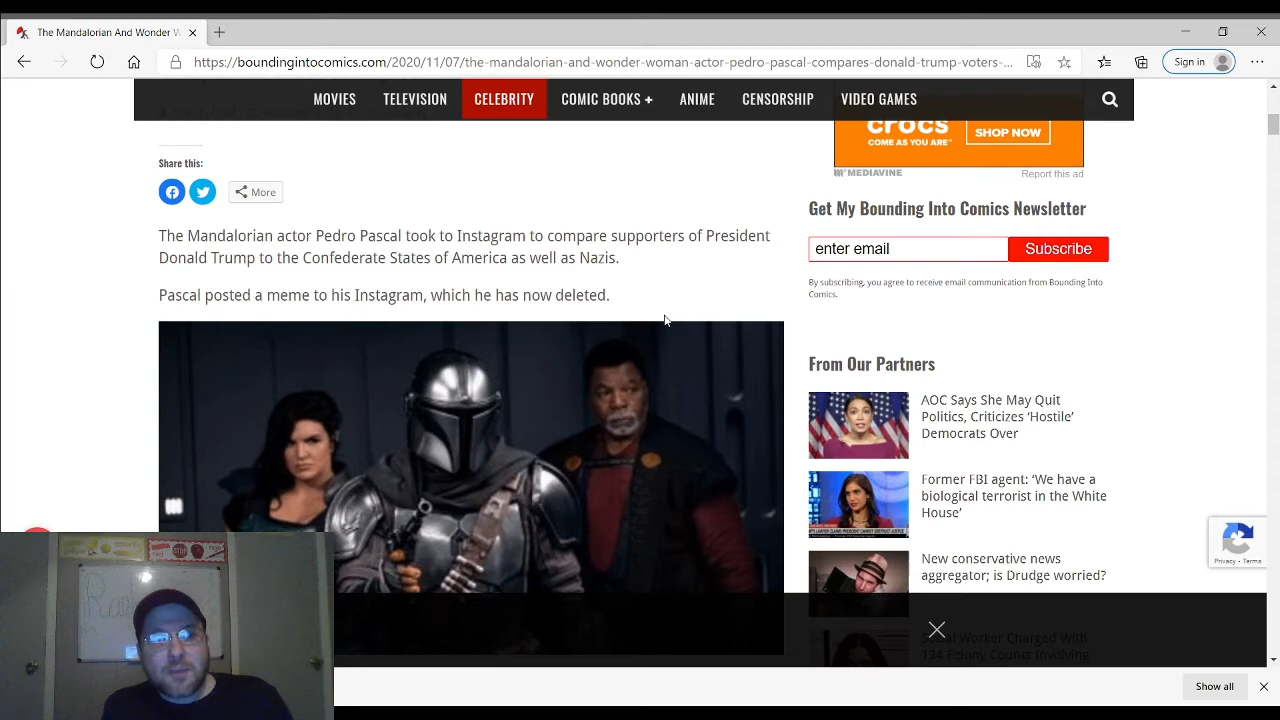 The Mandalorian And Wonder W
https://boundingintocomics.com/2020/11/07/the-mandalorian-and-wonder-woman-actor-pedro-pascal-compares-donald-trump-voters-...
Sign in
MOVIES
TELEVISION
CELEBRITY
COMIC BOOKS +
ANIME
CENSORSHIP
VIDEO GAMES
crocs
COME AS YOU ARE™
SHOP NOW
MEDIAVINE
Report this ad
Share this:
More
The Mandalorian actor Pedro Pascal took to Instagram to compare supporters of President
Donald Trump to the Confederate States of America as well as Nazis.
Pascal posted a meme to his Instagram, which he has now deleted.
Get My Bounding Into Comics Newsletter
enter email
Subscribe
By subscribing, you agree to receive email communication from Bounding Into
Comics.
From Our Partners
AOC Says She May Quit
Politics, Criticizes ‘Hostile’
Democrats Over
Former FBI agent: ‘We have a
biological terrorist in the White
House’
New conservative news
aggregator; is Drudge worried?
Social Worker Charged With
134 Felony Counts Involving
Privacy - Terms
STOP
Show all